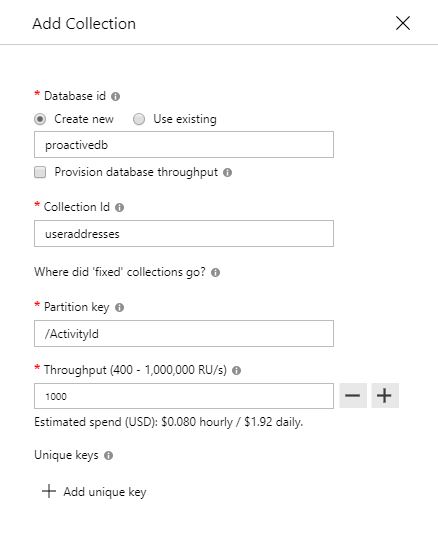 Add Collection
* Database id
Create new Use existing
proactivedb
Provision database throughput
* Collection Id
useraddresses
Where did 'fixed' collections go?
* Partition key
/ActivityId
* Throughput (400 - 1,000,000 RU/s)
1000
Estimated spend (USD): $0.080 hourly / $1.92 daily.
Unique keys
Add unique key